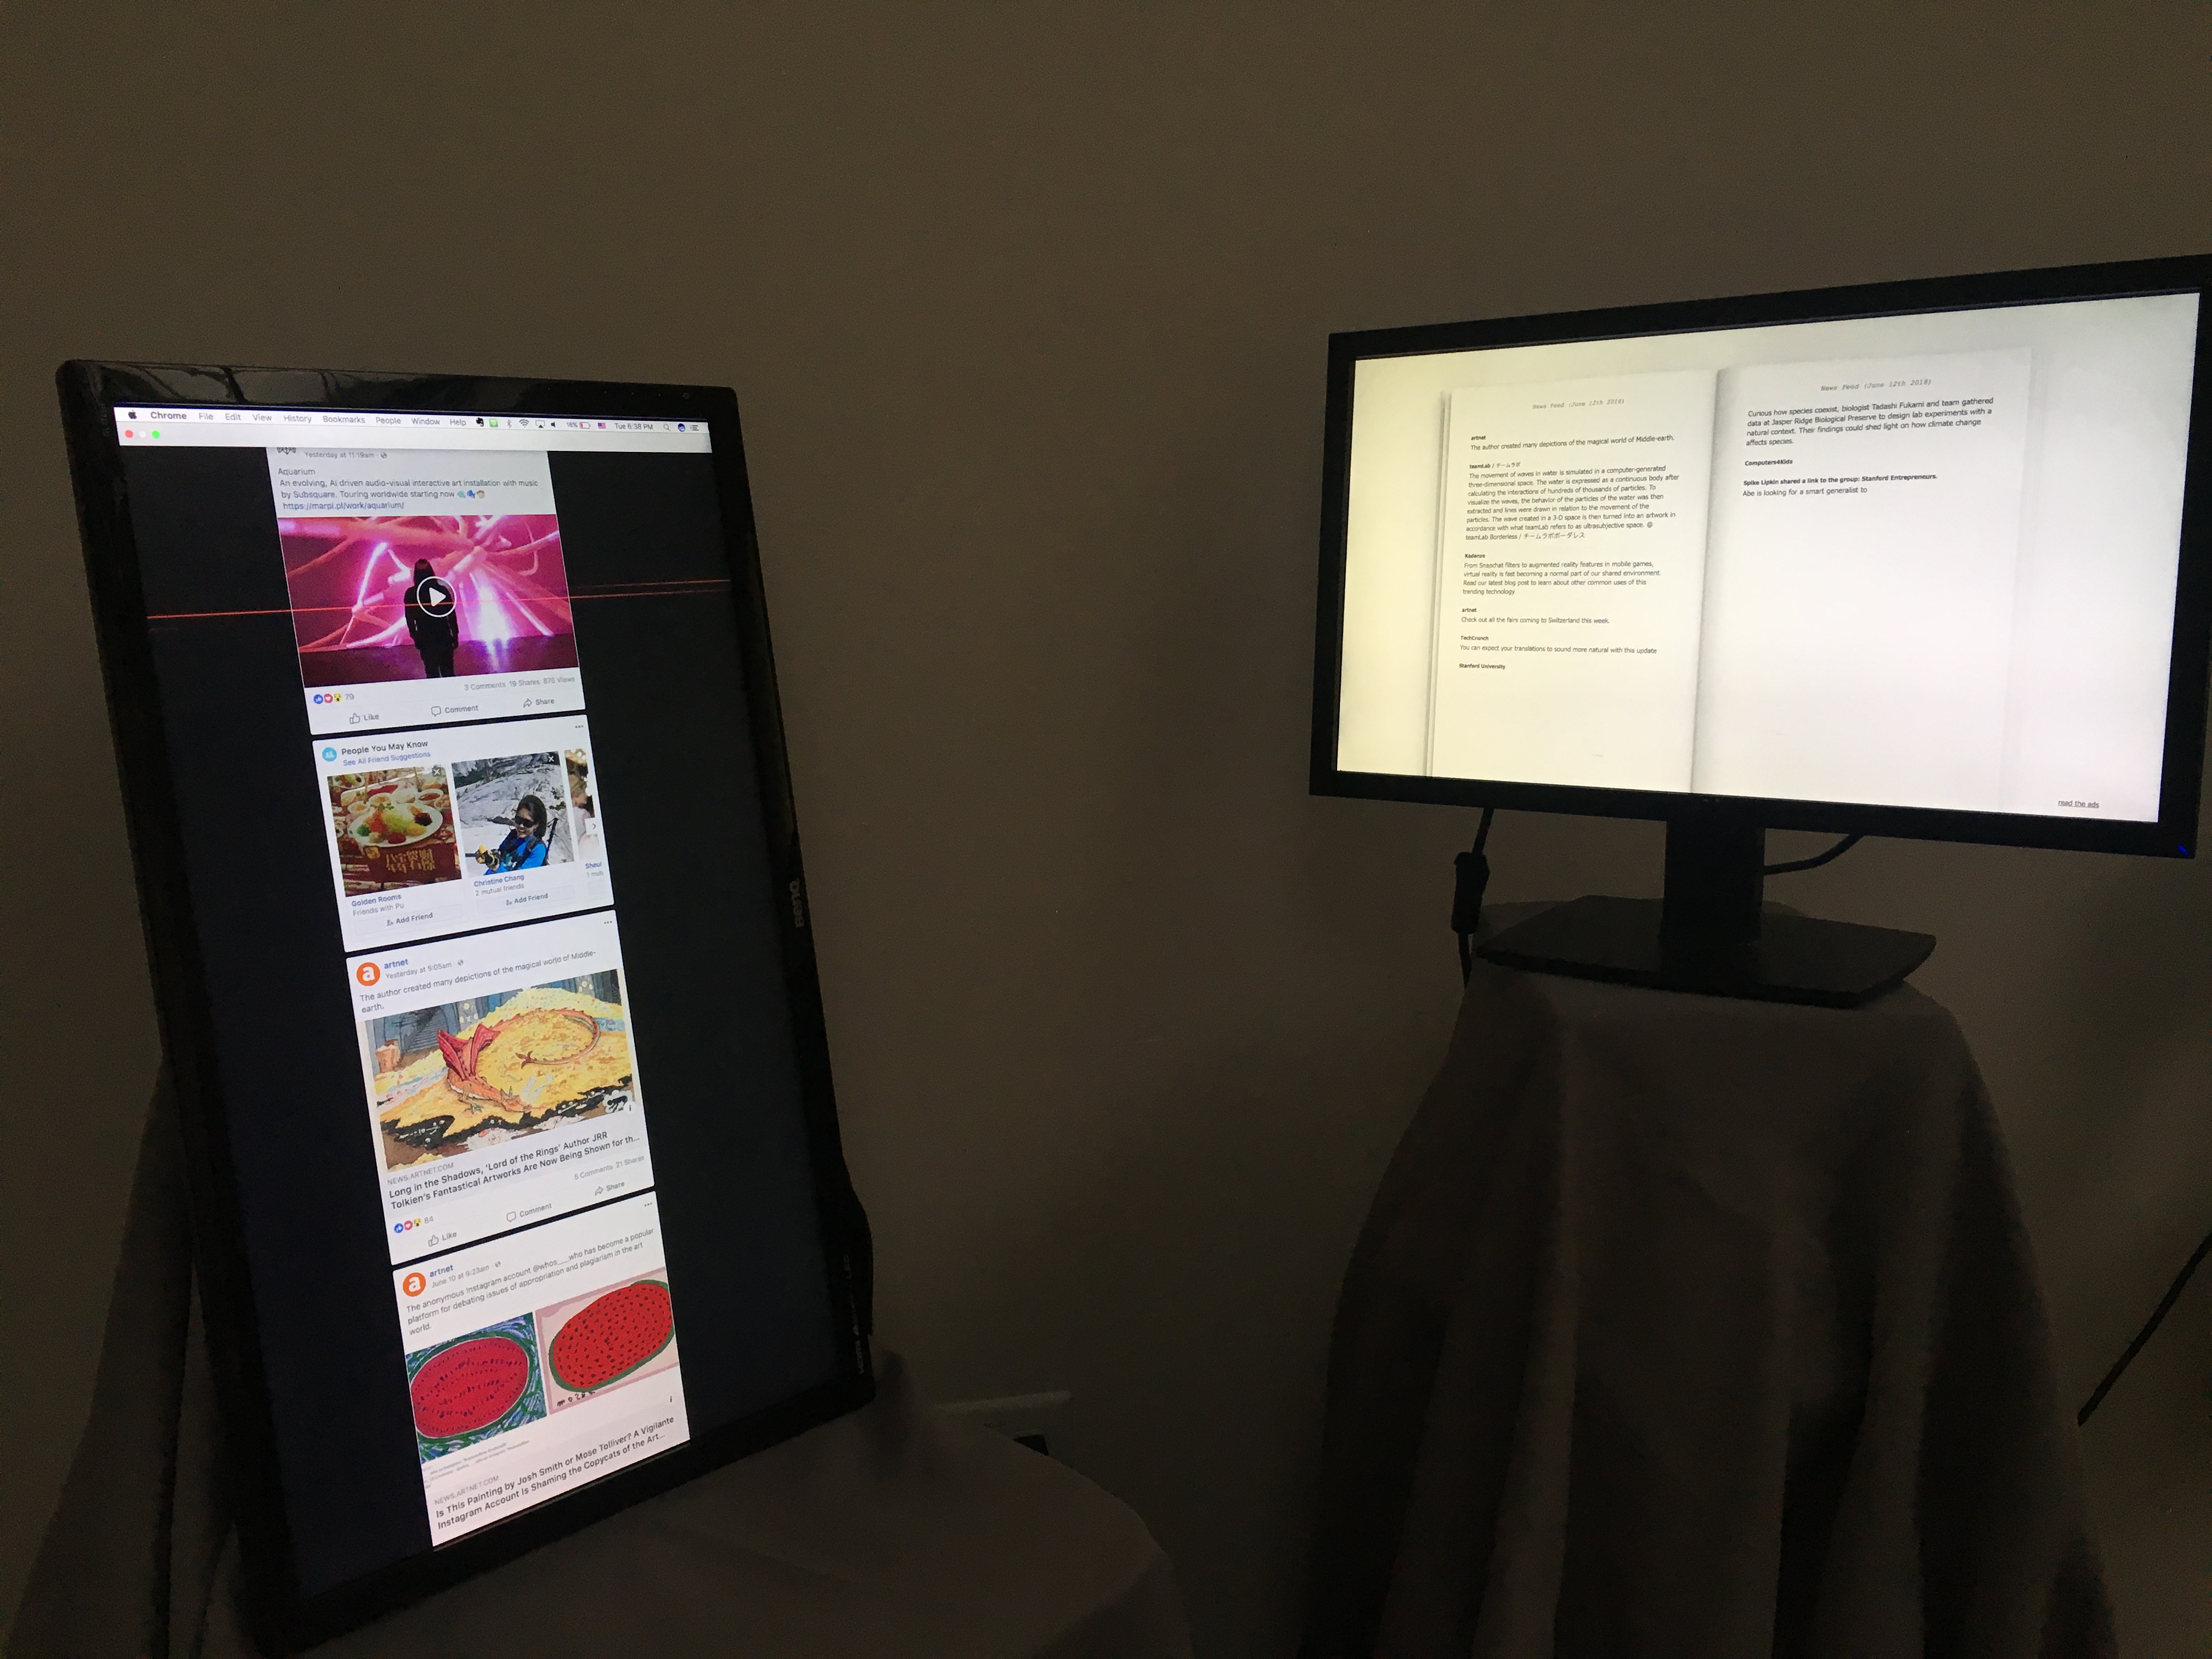 Chrome File Edit View History Bookmarks People Window Help 16% Tue 6:38 PM
Yesterday at 11:19am
Aquarium
An evolving, Ai driven audio-visual interactive art installation with music
by Subsquare. Touring worldwide starting now
https://marpi.pl/work/aquarium/
79
3 Comments 19 Shares 875 Views
Like Comment Share
People You May Know
See All Friend Suggestions
Golden Rooms
Friends with Pu
Add Friend
Christine Chang
2 mutual friends
Add Friend
artnet
Yesterday at 5:05am
The author created many depictions of the magical world of Middle-
earth.
NEWS.ARTNET.COM
Long in the Shadows, 'Lord of the Rings' Author JRR
Tolkien's Fantastical Artworks Are Now Being Shown for th...
84
6 Comments 21 Shares
Like Comment Share
artnet
June 10 at 9:23am
The anonymous Instagram account @whos____who has become a popular
platform for debating issues of appropriation and plagiarism in the art
world.
NEWS.ARTNET.COM
Is This Painting by Josh Smith or Mose Tolliver? A Vigilante
Instagram Account Is Shaming the Copycats of the Art...
BenQ
News Feed (June 12th 2018)
artnet
The author created many depictions of the magical world of Middle-earth.
teamLab / チームラボ
The movement of waves in water is simulated in a computer-generated
three-dimensional space. The water is expressed as a continuous body after
calculating the interactions of hundreds of thousands of particles. To
visualize the waves, the behavior of the particles of the water was then
extracted and lines were drawn in relation to the movement of the
particles. The wave created in a 3-D space is then turned into an artwork in
accordance with what teamLab refers to as ultrasubjective space. @
teamLab Borderless / チームラボボーダレス
Kadenze
From Snapchat filters to augmented reality features in mobile games,
virtual reality is fast becoming a normal part of our shared environment.
Read our latest blog post to learn about other common uses of this
trending technology.
artnet
Check out all the fairs coming to Switzerland this week.
TechCrunch
You can expect your translations to sound more natural with this update
Stanford University
News Feed (June 12th 2018)
Curious how species coexist, biologist Tadashi Fukami and team gathered
data at Jasper Ridge Biological Preserve to design lab experiments with a
natural context. Their findings could shed light on how climate change
affects species.
Computers4Kids
Spike Lipkin shared a link to the group: Stanford Entrepreneurs.
Abe is looking for a smart generalist to
read the ads